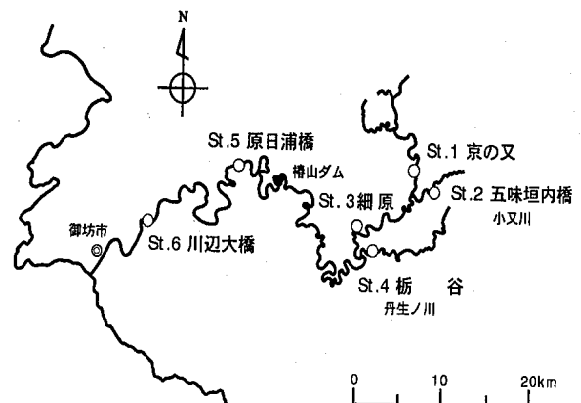 N
St.5 原日浦橋
椿山ダム
St.1 京の又
St.2 五味垣内橋
小又川
St.3 細原
御坊市
St.6 川辺大橋
St.4 栃 谷
丹生ノ川
0 10 20km